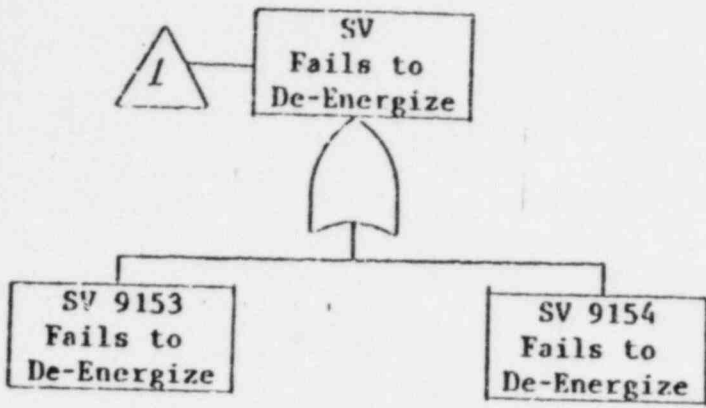 SV
Fails to
De-Energize
1
SV 9153
Fails to
De-Energize
SV 9154
Fails to
De-Energize